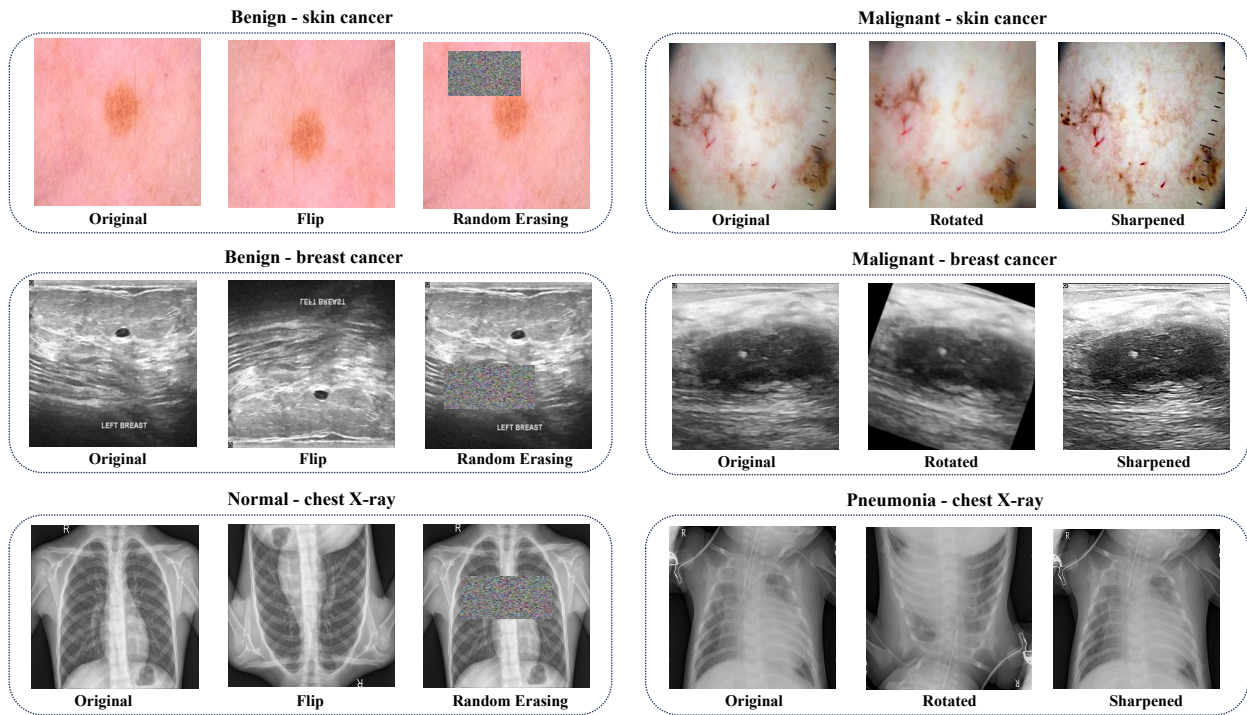 Benign - skin cancer
Original
Flip
Random Erasing
Malignant - skin cancer
Original
Rotated
Sharpened
Benign - breast cancer
LEFT BREAST
LEFT BREAST
LEFT BREAST
Original
Flip
Random Erasing
Malignant - breast cancer
Original
Rotated
Sharpened
Normal - chest X-ray
R
R
R
Original
Flip
Random Erasing
Pneumonia - chest X-ray
R
R
R
Original
Rotated
Sharpened